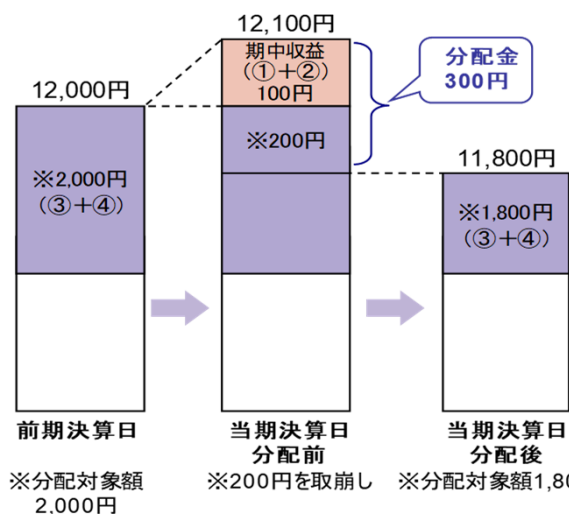 12,100円
期中収益
(①+②)
100円
分配金
300円
12,000円
※2,000円
(③+④)
※200円
11,800円
※1,800円
(③+④)
前期決算日
当期決算日
分配前
当期決算日
分配後
※分配対象額
2,000円
※200円を取崩し
※分配対象額1,80